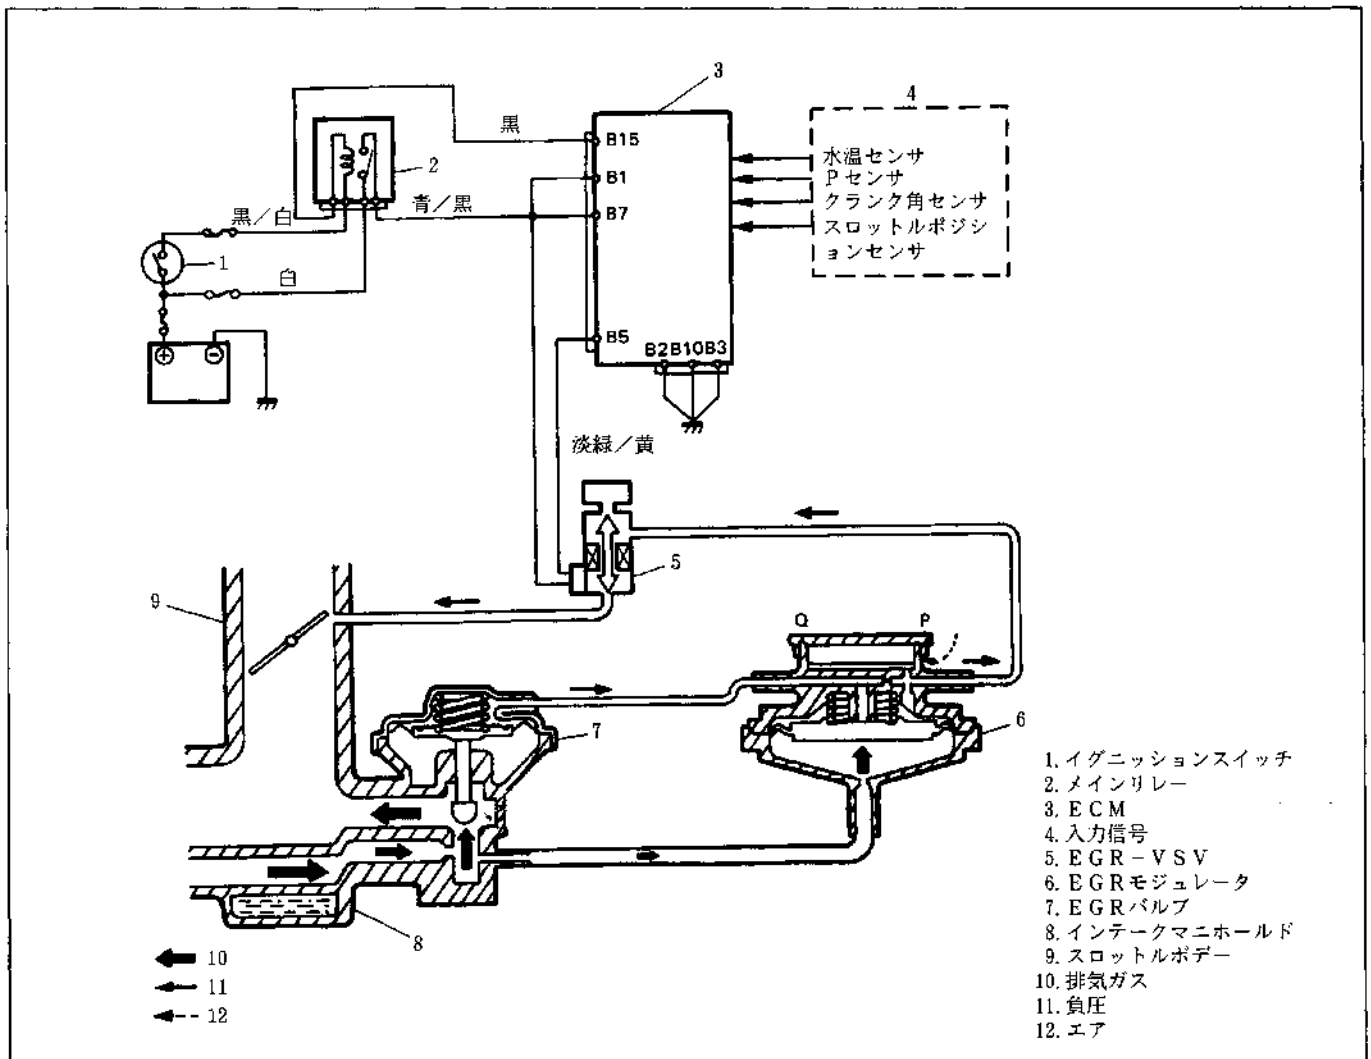 3
4
黒
B15
水温センサ
2
B1
Pセンサ
黒／白
青／黒
B7
クランク角センサ
スロットルポジシ
ョンセンサ
1
白
B5
B2 B10 B3
淡緑／黄
5
9
Q
P
7
6
8
10
11
12
1. イグニッションスイッチ
2. メインリレー
3. ECM
4. 入力信号
5. EGR－VSV
6. EGRモジュレータ
7. EGRバルブ
8. インテークマニホールド
9. スロットルボデー
10. 排気ガス
11. 負圧
12. エア